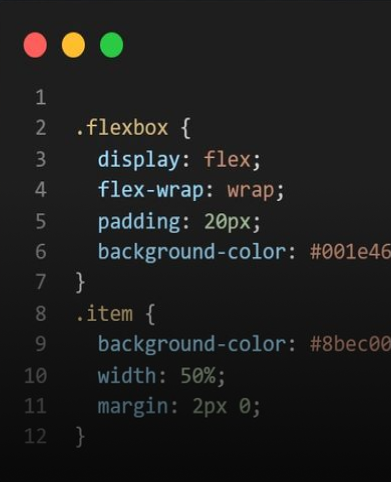 1
2 .flexbox {
3 display: flex;
4 flex-wrap: wrap;
5 padding: 20px;
6 background-color: #001e46
7 }
8 .item {
9 background-color: #8bec00
10 width: 50%;
11 margin: 2px 0;
12 }